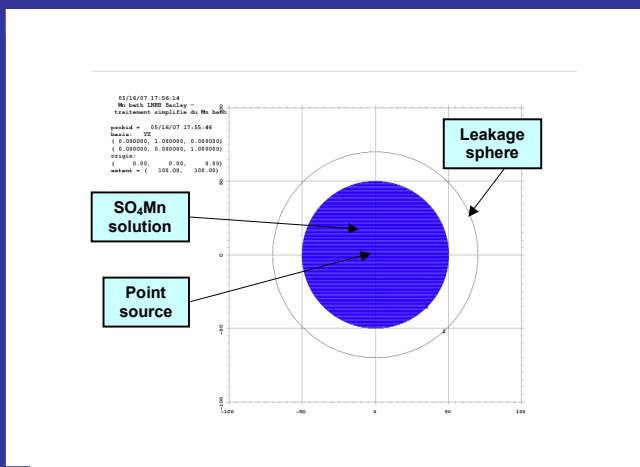 05/16/07 17:56:14
Mn bath LNHB Saclay -
traitement simplifie du Mn bath
probid = 05/16/07 17:55:46
basis: YZ
( 0.000000, 1.000000, 0.000000)
( 0.000000, 0.000000, 1.000000)
origin:
( 0.00, 0.00, 0.00)
extent = ( 100.00, 100.00)
Leakage
sphere
SO₄Mn
solution
Point
source
50
0
-50
-100
2
-100
-50
0
50
100